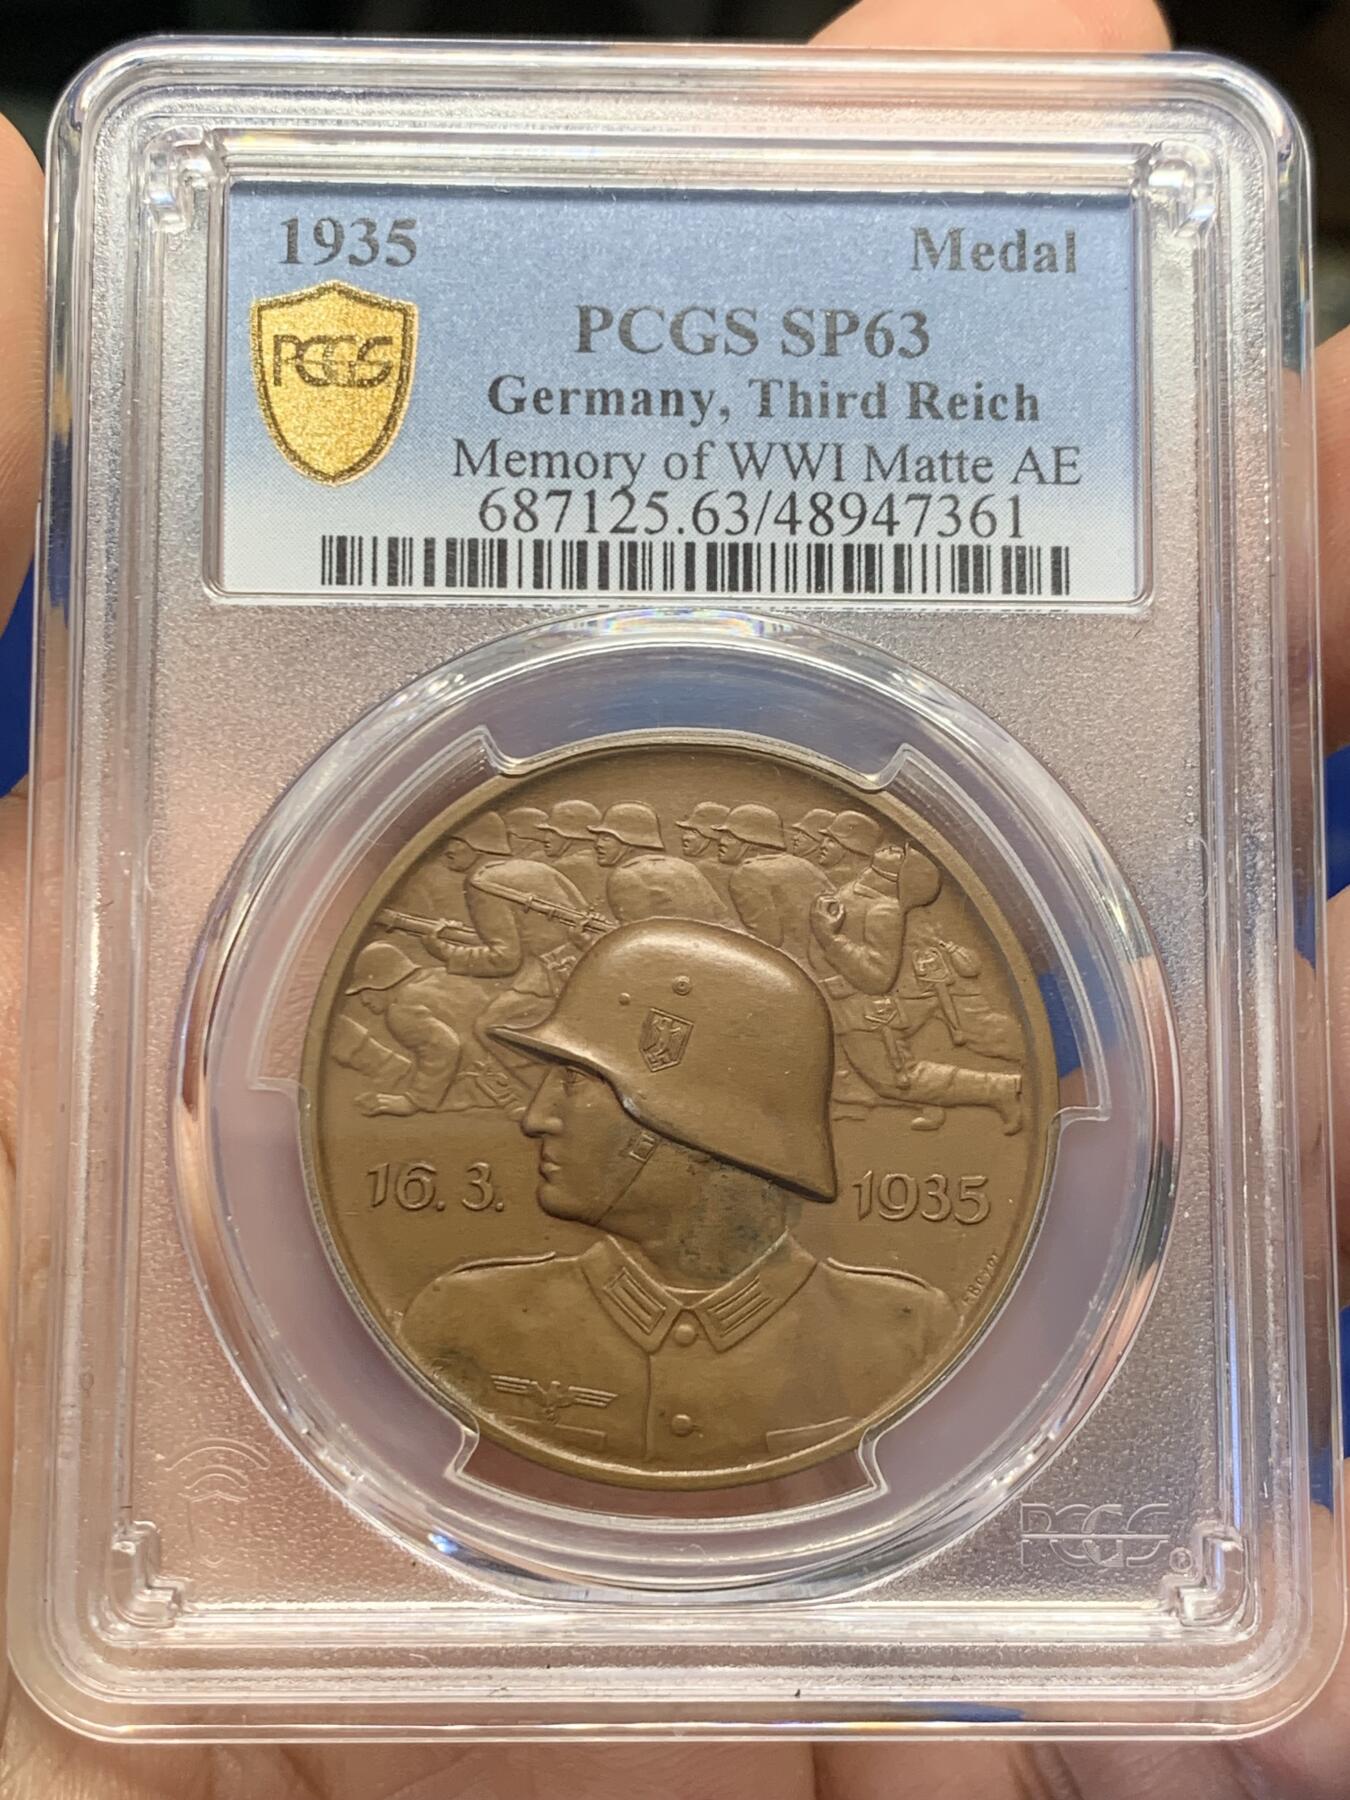 1935 Medal
PCGS
PCGS SP63
Germany, Third Reich
Memory of WWI Matte AE
687125.63/48947361
16. 3. 1935
PCGS